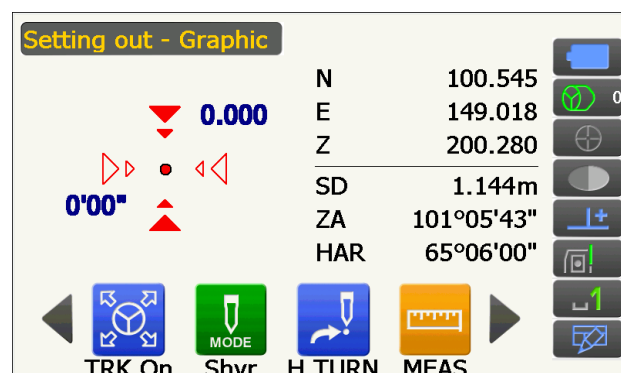 Setting out - Graphic
N 100.545
E 149.018
Z 200.280
0.000
0'00"
SD 1.144m
ZA 101°05'43"
HAR 65°06'00"
0
1
MODE
TRK On Shvr H.TURN MEAS